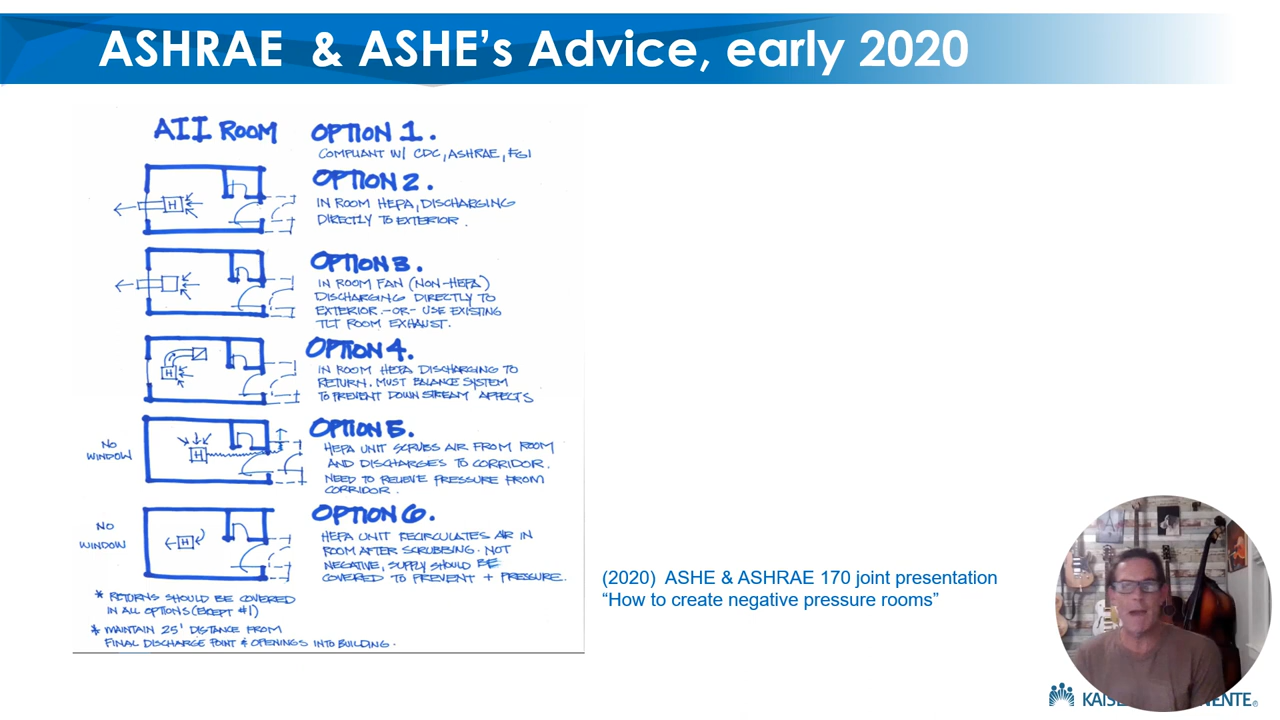 ASHRAE & ASHE's Advice, early 2020
AII ROOM
OPTION 1.
COMPLIANT W/ CDC, ASHRAE, FGI
OPTION 2.
IN ROOM HEPA, DISCHARGING
DIRECTLY TO EXTERIOR.
H
OPTION 3.
IN ROOM FAN (NON-HEPA)
DISCHARGING DIRECTLY TO
EXTERIOR. -OR- USE EXISTING
TLT ROOM EXHAUST.
OPTION 4.
IN ROOM HEPA DISCHARGING TO
RETURN. MUST BALANCE SYSTEM
TO PREVENT DOWN STREAM AFFECTS
H
NO
WINDOW
OPTION 5.
HEPA UNIT SCRUBS AIR FROM ROOM
AND DISCHARGES TO CORRIDOR.
NEED TO RELIEVE PRESSURE FROM
CORRIDOR.
H
NO
WINDOW
OPTION 6.
HEPA UNIT RECIRCULATES AIR IN
ROOM AFTER SCRUBBING. NOT
NEGATIVE, SUPPLY SHOULD BE
COVERED TO PREVENT + PRESSURE.
H
* RETURNS SHOULD BE COVERED
IN ALL OPTIONS (EXCEPT #1)
* MAINTAIN 25' DISTANCE FROM
FINAL DISCHARGE POINT & OPENINGS INTO BUILDING.
(2020) ASHE & ASHRAE 170 joint presentation
“How to create negative pressure rooms”